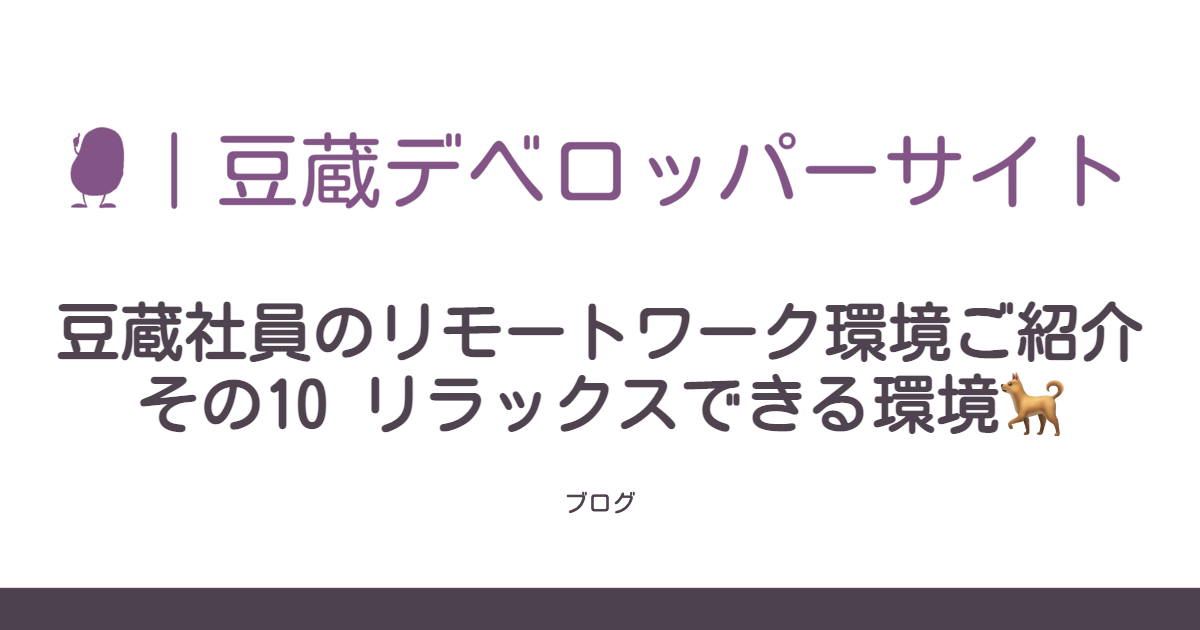 |豆蔵デベロッパーサイト
豆蔵社員のリモートワーク環境ご紹介
その10 リラックスできる環境🐕
ブログ